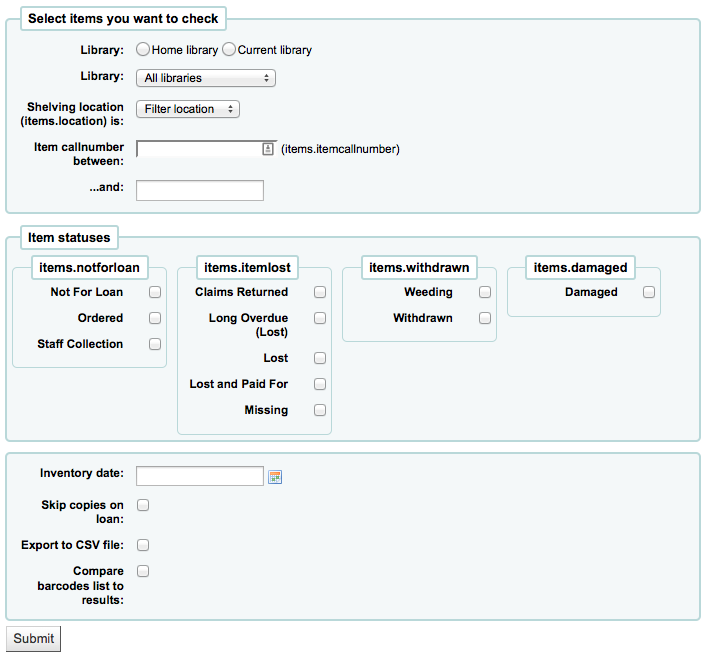 Select items you want to check
Library: Home library Current library
Library: All libraries
Shelving location
(items.location) is: Filter location
Item callnumber
between: (items.itemcallnumber)
...and:
Item statuses
items.notforloan
Not For Loan
Ordered
Staff Collection
items.itemlost
Claims Returned
Long Overdue
(Lost)
Lost
Lost and Paid For
Missing
items.withdrawn
Weeding
Withdrawn
items.damaged
Damaged
Inventory date:
Skip copies on
loan:
Export to CSV file:
Compare
barcodes list to
results:
Submit